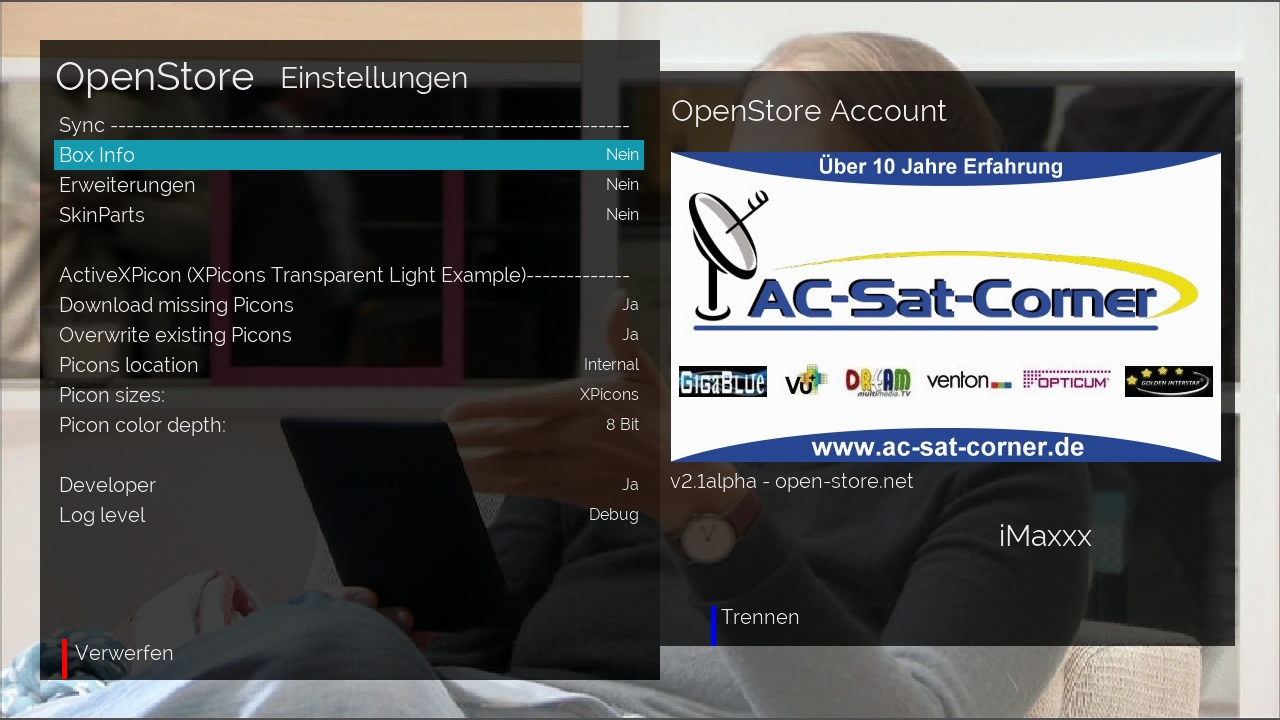 OpenStore Einstellungen
Sync -----------------------------------------------------------------
Box Info Nein
Erweiterungen Nein
SkinParts Nein
ActiveXPicon (XPicons Transparent Light Example)-------------
Download missing Picons Ja
Overwrite existing Picons Ja
Picons location Internal
Picon sizes: XPicons
Picon color depth: 8 Bit
Developer Ja
Log level Debug
Verwerfen
OpenStore Account
Über 10 Jahre Erfahrung
AC-Sat-Corner
GIGABLUE VU+ DREAM multimedia.TV venton OPTICUM GOLDEN INTERSTAR
www.ac-sat-corner.de
v2.1alpha - open-store.net
iMaxxx
Trennen